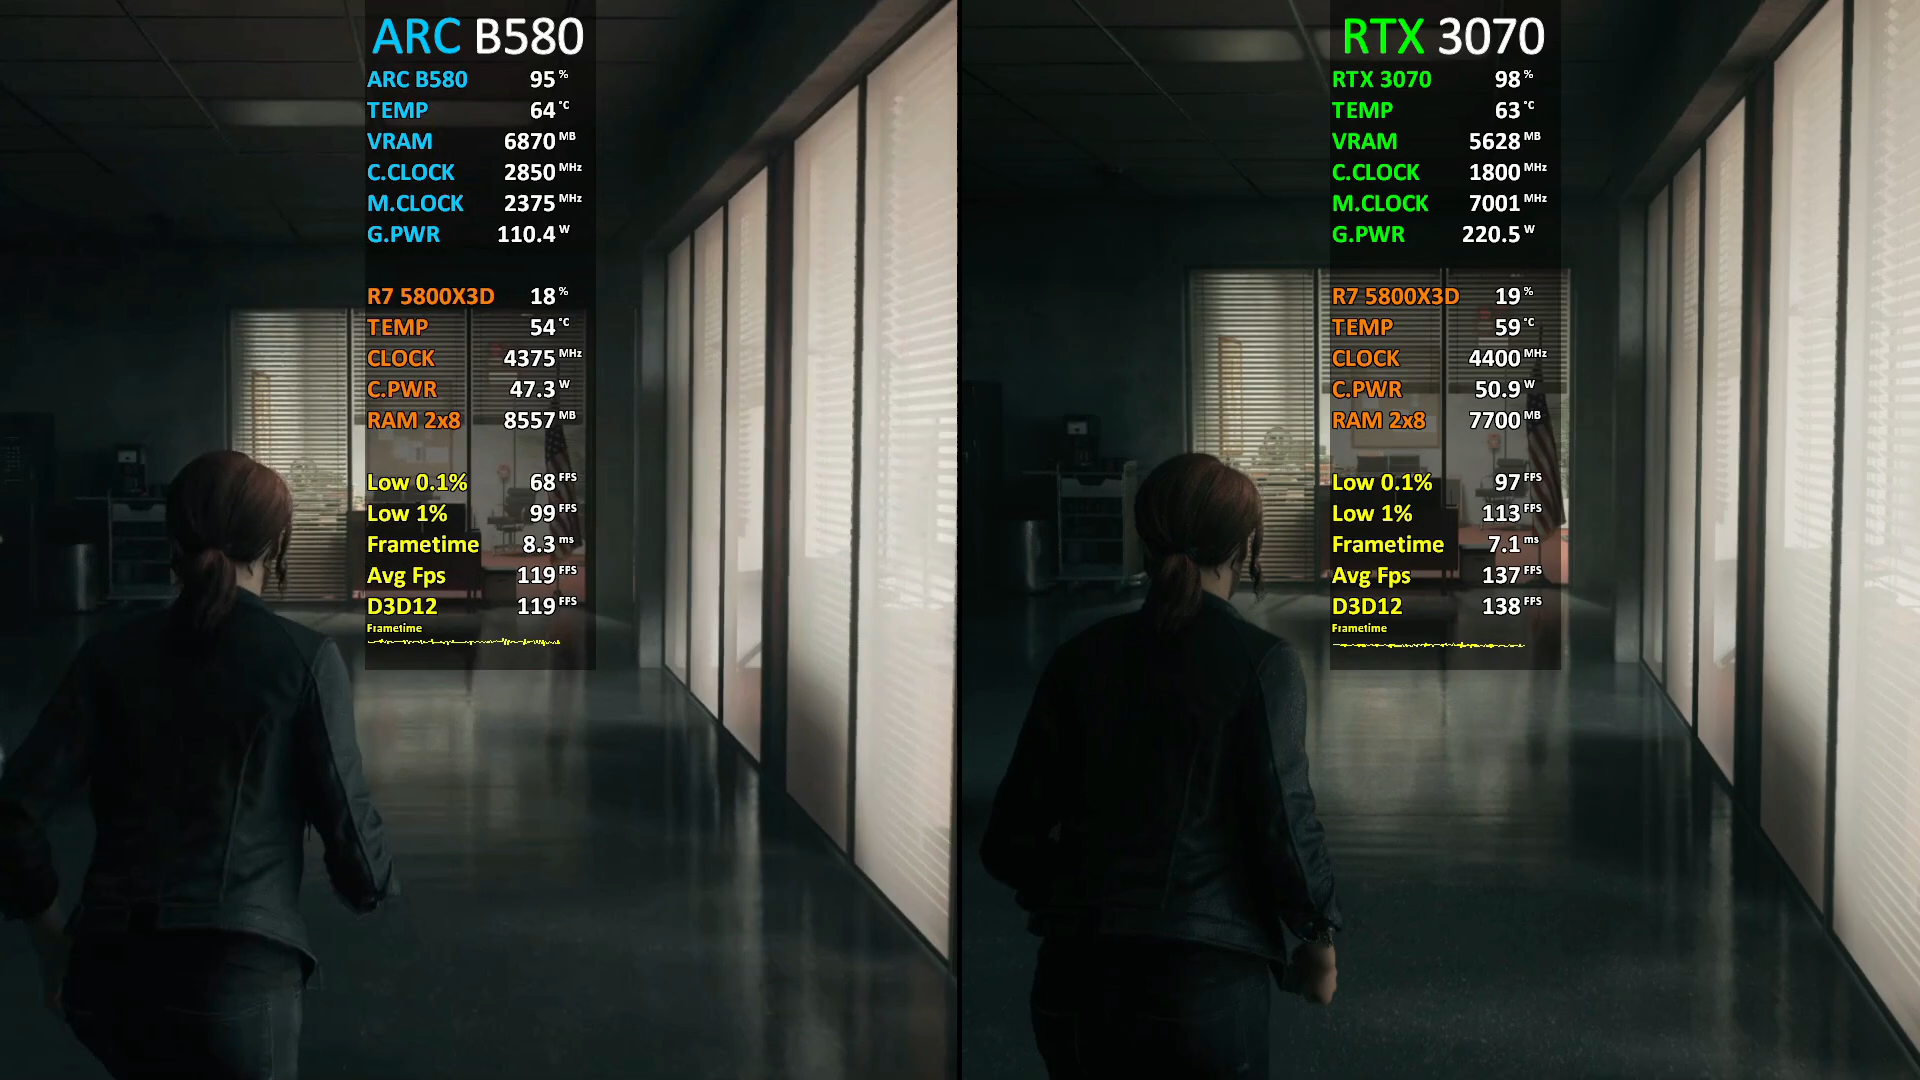 ARC B580
ARC B580 95 %
TEMP 64 °C
VRAM 6870 MB
C.CLOCK 2850 MHz
M.CLOCK 2375 MHz
G.PWR 110.4 W
R7 5800X3D 18 %
TEMP 54 °C
CLOCK 4375 MHz
C.PWR 47.3 W
RAM 2x8 8557 MB
Low 0.1% 68 FPS
Low 1% 99 FPS
Frametime 8.3 ms
Avg Fps 119 FPS
D3D12 119 FPS
Frametime
RTX 3070
RTX 3070 98 %
TEMP 63 °C
VRAM 5628 MB
C.CLOCK 1800 MHz
M.CLOCK 7001 MHz
G.PWR 220.5 W
R7 5800X3D 19 %
TEMP 59 °C
CLOCK 4400 MHz
C.PWR 50.9 W
RAM 2x8 7700 MB
Low 0.1% 97 FPS
Low 1% 113 FPS
Frametime 7.1 ms
Avg Fps 137 FPS
D3D12 138 FPS
Frametime